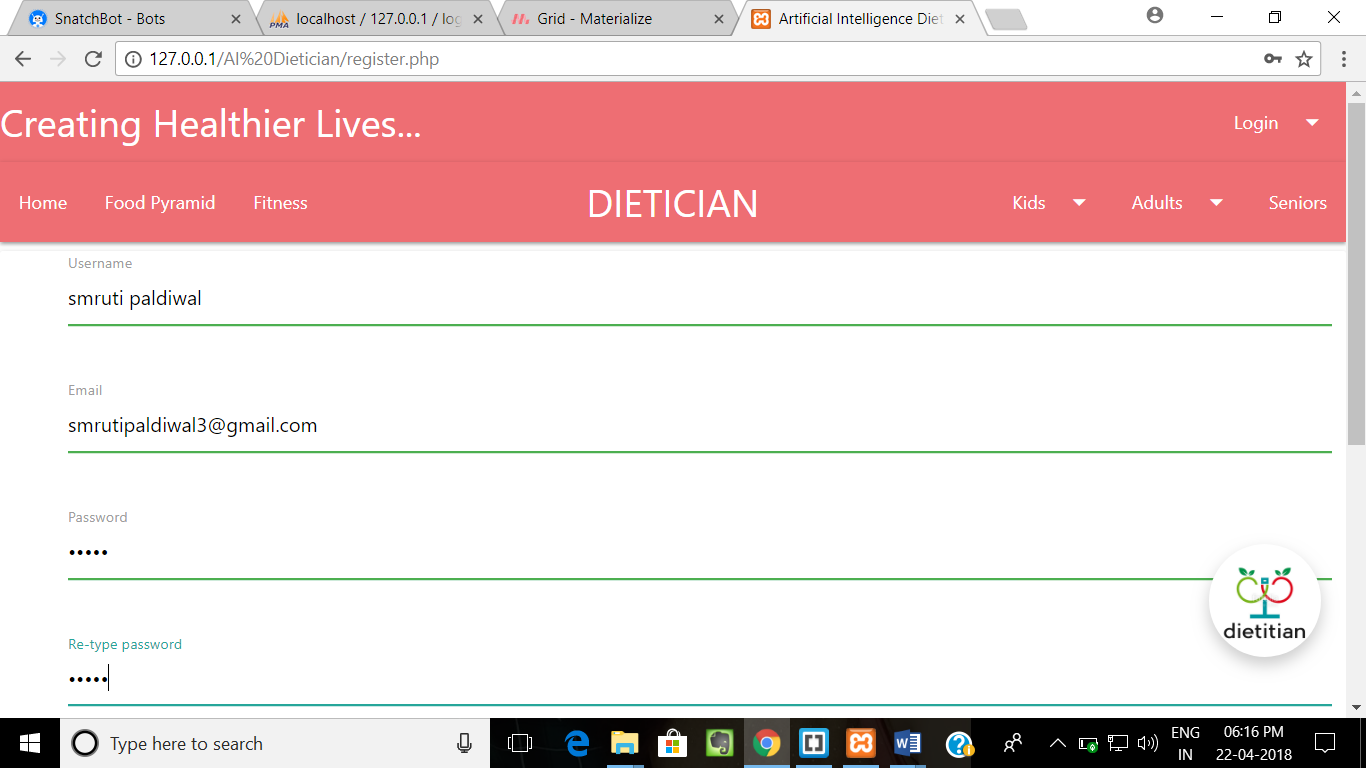 SnatchBot - Bots
localhost / 127.0.0.1 / log
Grid - Materialize
Artificial Intelligence Diet
127.0.0.1/AI%20Dietician/register.php
Creating Healthier Lives...
Login
Home
Food Pyramid
Fitness
DIETICIAN
Kids
Adults
Seniors
Username
smruti paldiwal
Email
smrutipaldiwal3@gmail.com
Password
•••••
dietitian
Re-type password
•••••
Type here to search
ENG
IN
06:16 PM
22-04-2018